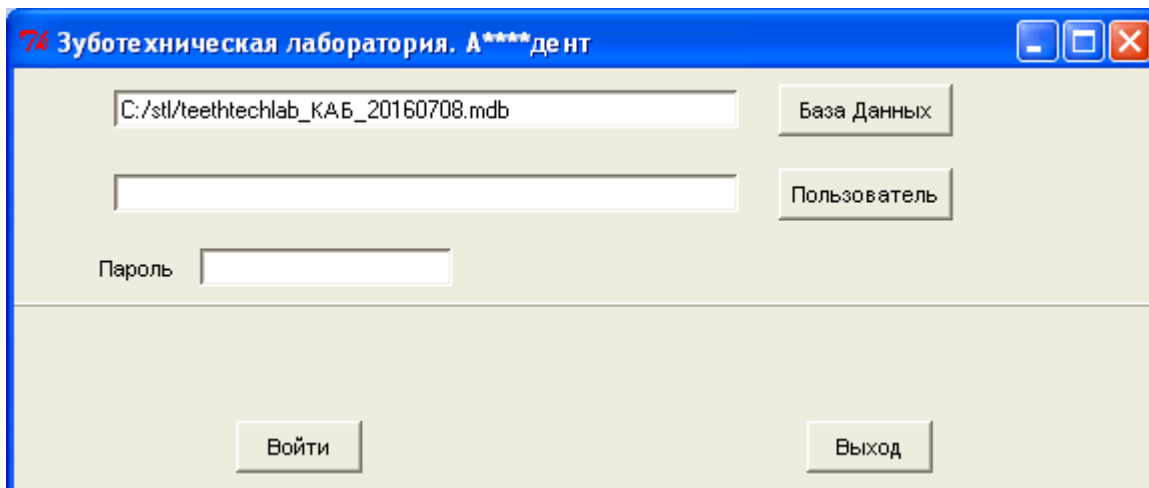 Зуботехническая лаборатория. А****дент
C:/stl/teethtechlab_КАБ_20160708.mdb
База Данных
Пользователь
Пароль
Войти
Выход